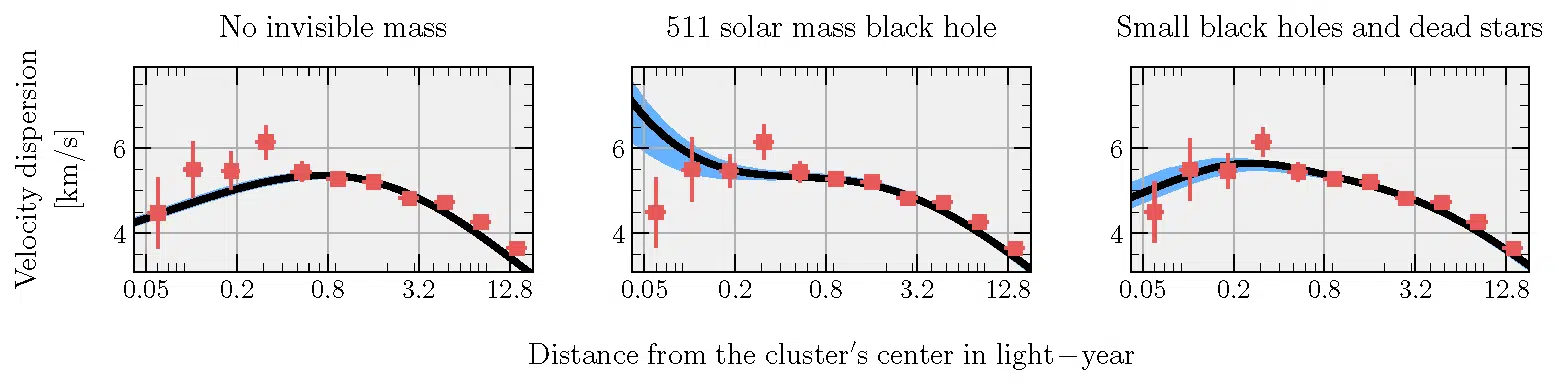 No invisible mass
511 solar mass black hole
Small black holes and dead stars
Velocity dispersion
[km/s]
6
4
0.05 0.2 0.8 3.2 12.8
6
4
0.05 0.2 0.8 3.2 12.8
6
4
0.05 0.2 0.8 3.2 12.8
Distance from the cluster's center in light−year